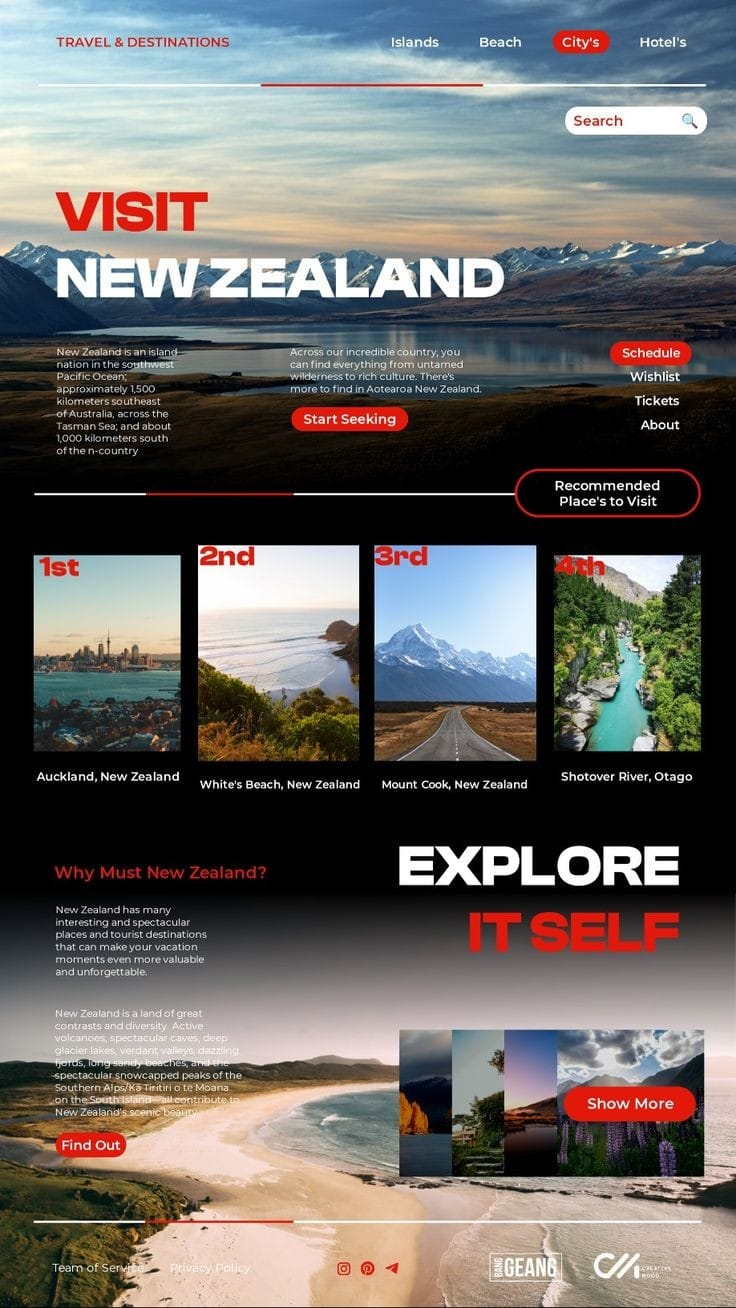 TRAVEL & DESTINATIONS
Islands
Beach
City's
Hotel's
Search
VISIT
NEW ZEALAND
New Zealand is an island
nation in the southwest
Pacific Ocean;
approximately 1,500
kilometers southeast
of Australia, across the
Tasman Sea; and about
1,000 kilometers south
of the n-country
Across our incredible country, you
can find everything from untamed
wilderness to rich culture. There's
more to find in Aotearoa New Zealand.
Start Seeking
Schedule
Wishlist
Tickets
About
Recommended
Place's to Visit
1st
2nd
3rd
4th
Auckland, New Zealand
White's Beach, New Zealand
Mount Cook, New Zealand
Shotover River, Otago
EXPLORE
IT SELF
Why Must New Zealand?
New Zealand has many
interesting and spectacular
places and tourist destinations
that can make your vacation
moments even more valuable
and unforgettable.
New Zealand is a land of great
contrasts and diversity. Active
volcanoes, spectacular caves, deep
glacier lakes, verdant valleys, dazzling
fjords, long sandy beaches, and the
spectacular snowcapped peaks of the
Southern Alps/Kā Tiritiri o te Moana
on the South Island—all contribute to
New Zealand's scenic beauty.
Find Out
Show More
Team of Service
Privacy Policy
BANG
GEANG
CM
CREATIVE
MOOD